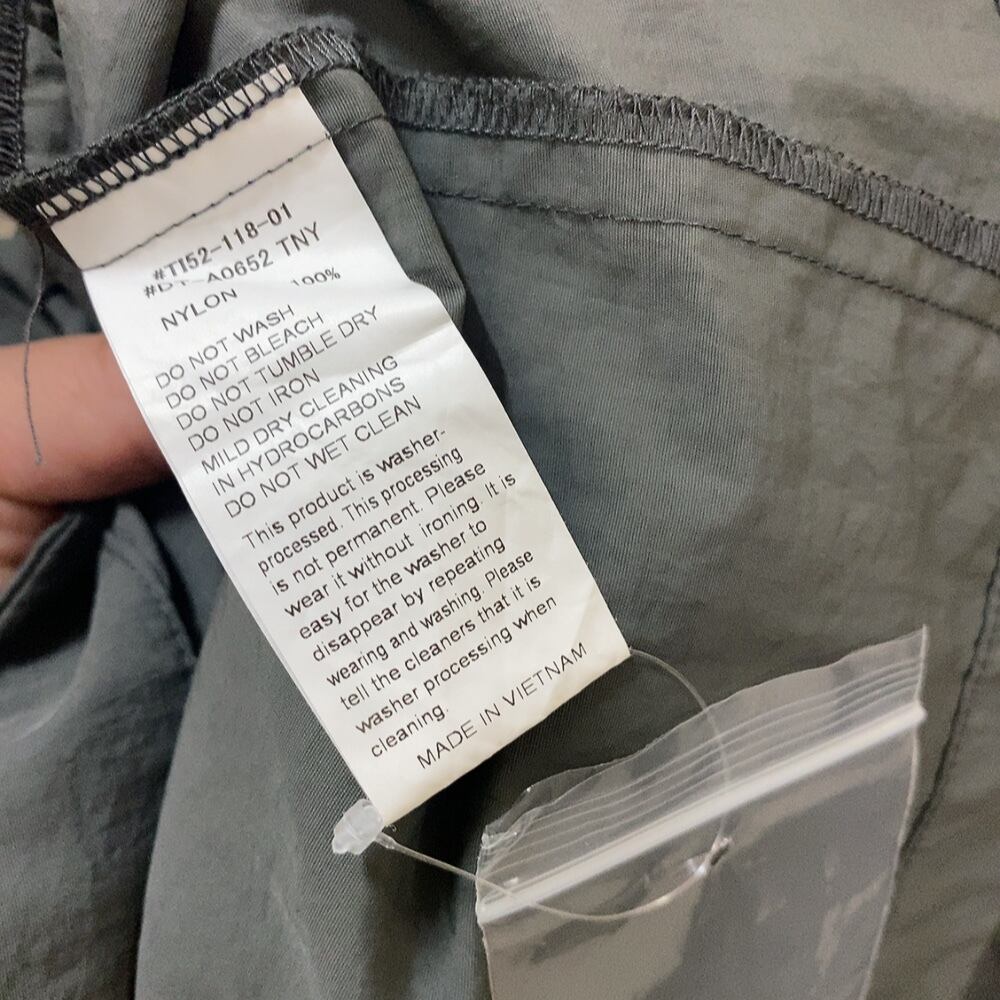 #TI52-118-01
A0652 TNY
NYLON 100%
DO NOT WASH
DO NOT BLEACH
DO NOT TUMBLE DRY
DO NOT IRON
MILD DRY CLEANING
IN HYDROCARBONS
DO NOT WET CLEAN
This product is washer-
processed. This processing
is not permanent. Please
wear it without ironing. It is
easy for the washer to
disappear by repeating
wearing and washing. Please
tell the cleaners that it is
washer processing when
cleaning.
MADE IN VIETNAM